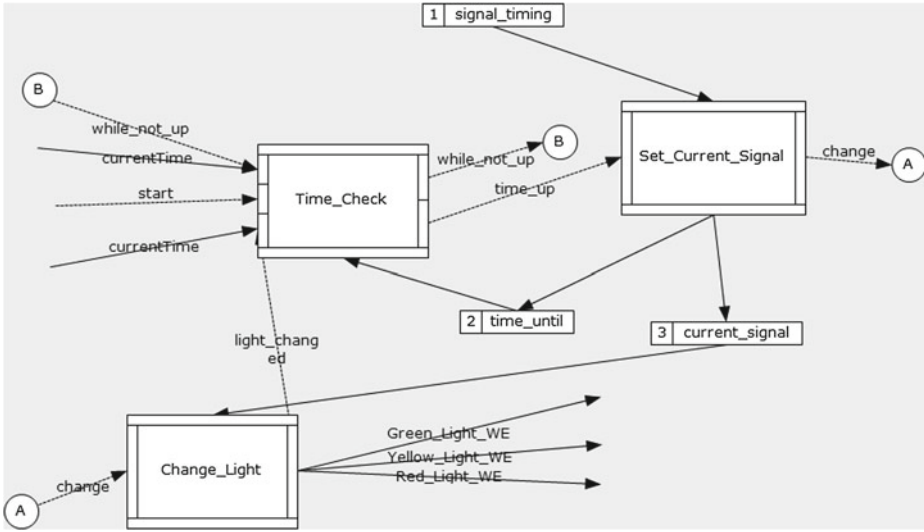 1 signal_timing
B
while_not_up
currentTime
start
currentTime
Time_Check
while_not_up
B
time_up
Set_Current_Signal
change
A
2 time_until
3 current_signal
light_chang
ed
Green_Light_WE
Yellow_Light_WE
Red_Light_WE
Change_Light
change
A